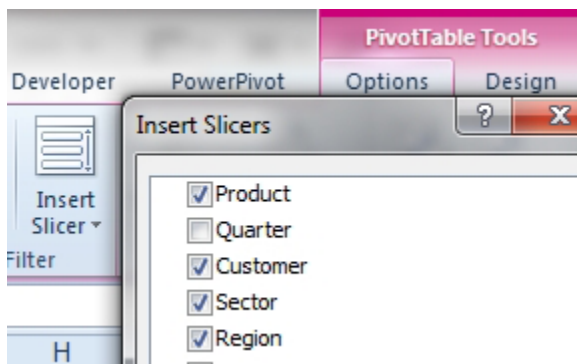 PivotTable Tools
Developer PowerPivot Options Design
Insert Slicers ? X
Insert
Slicer
Filter
Product
Quarter
Customer
Sector
Region
H